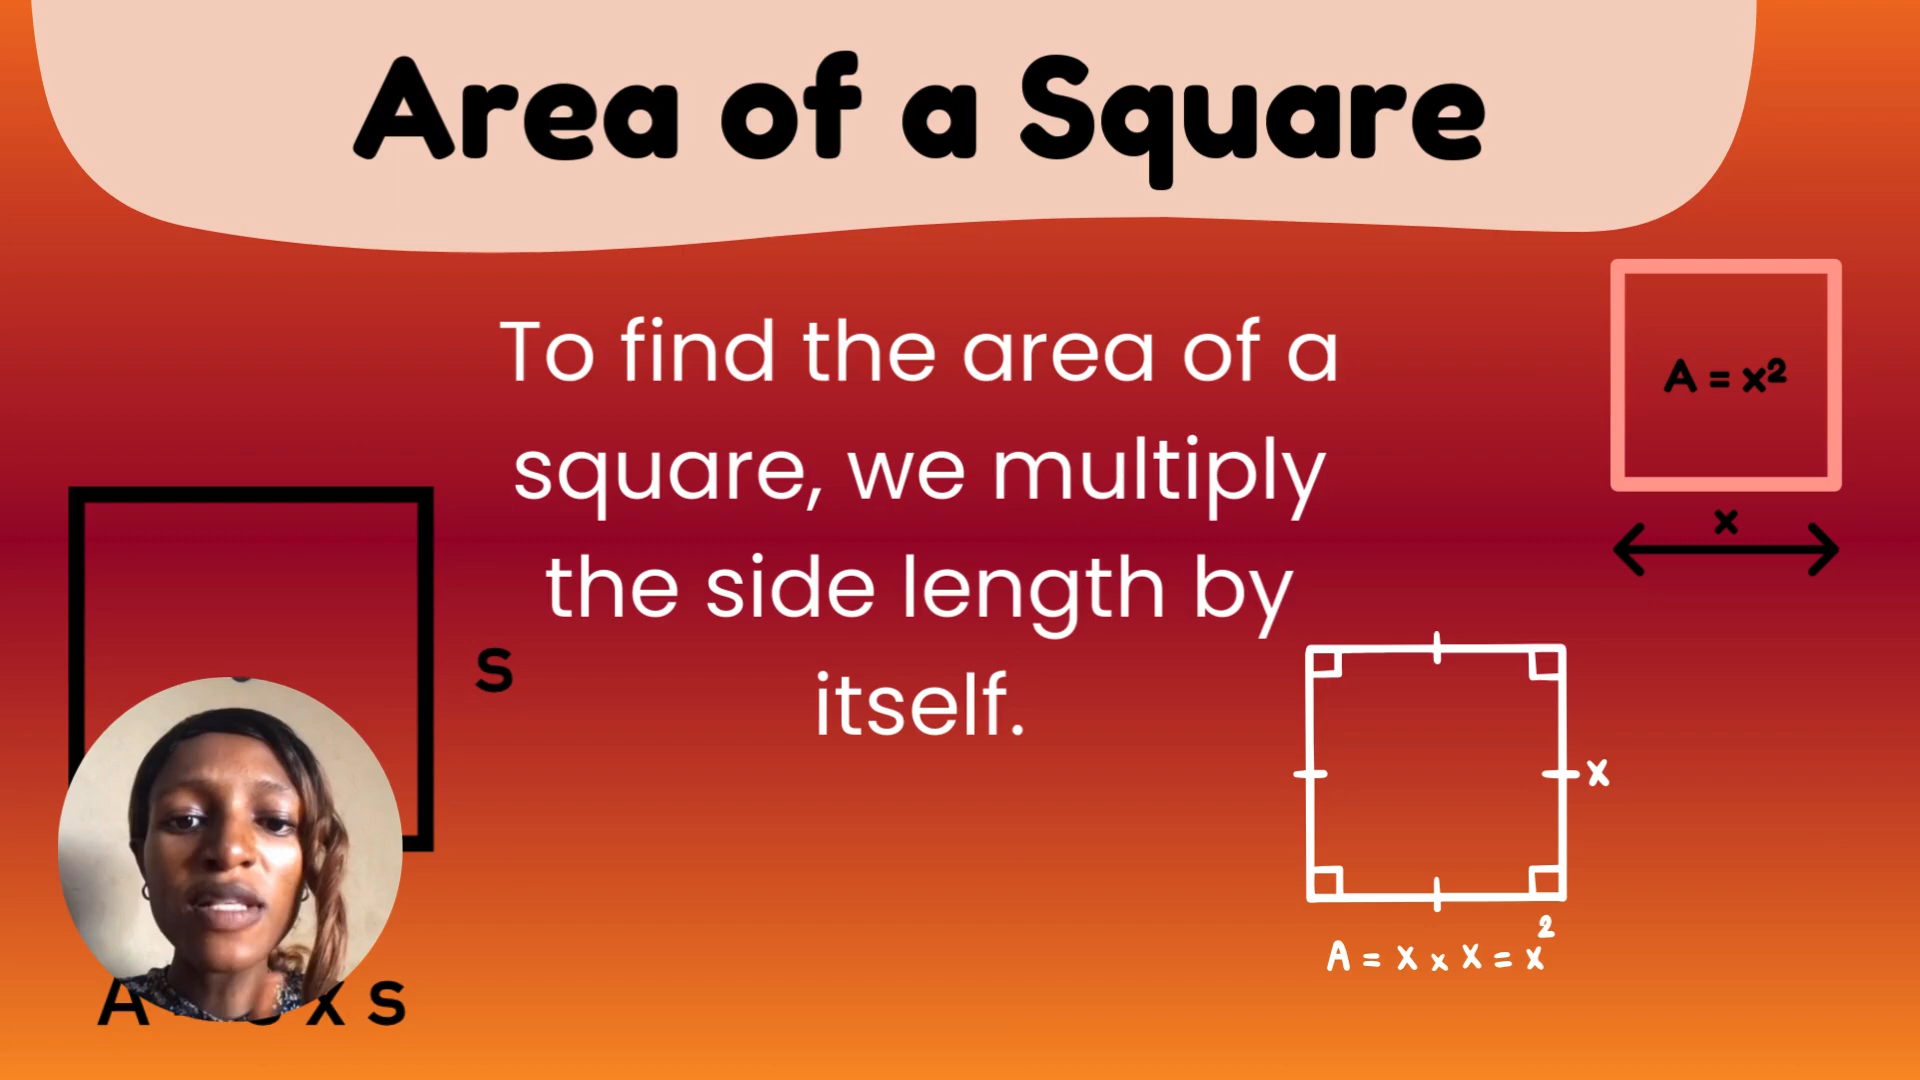 Area of a Square
To find the area of a
square, we multiply
the side length by
itself.
A = x²
x
s
x
A = x x x = x²
A x s